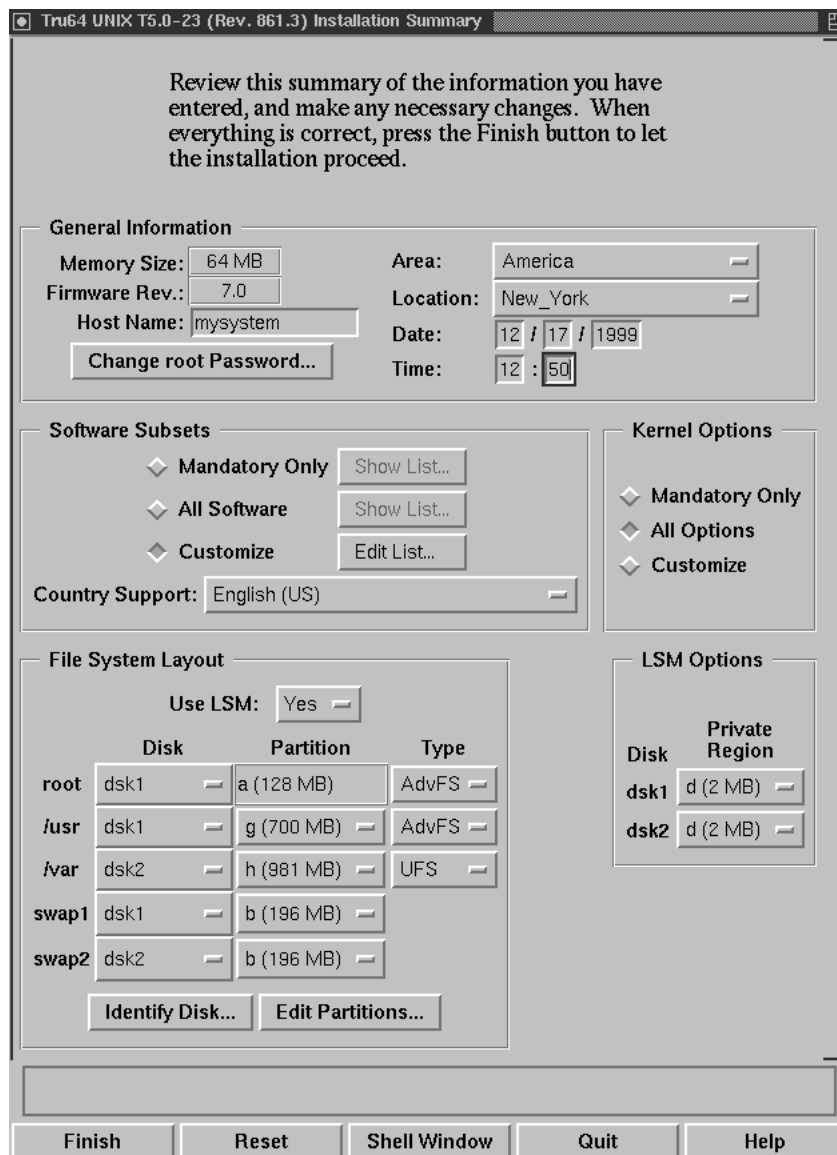 Tru64 UNIX T5.0-23 (Rev. 861.3) Installation Summary
Review this summary of the information you have
entered, and make any necessary changes. When
everything is correct, press the Finish button to let
the installation proceed.
General Information
Memory Size: 64 MB
Firmware Rev.: 7.0
Host Name: mysystem
Change root Password...
Area: America
Location: New_York
Date: 12 / 17 / 1999
Time: 12 : 50
Software Subsets
Mandatory Only Show List...
All Software Show List...
Customize Edit List...
Country Support: English (US)
Kernel Options
Mandatory Only
All Options
Customize
File System Layout
Use LSM: Yes
Disk Partition Type
root dsk1 a (128 MB) AdvFS
/usr dsk1 g (700 MB) AdvFS
/var dsk2 h (981 MB) UFS
swap1 dsk1 b (196 MB)
swap2 dsk2 b (196 MB)
Identify Disk... Edit Partitions...
LSM Options
Disk Private Region
dsk1 d (2 MB)
dsk2 d (2 MB)
Finish Reset Shell Window Quit Help